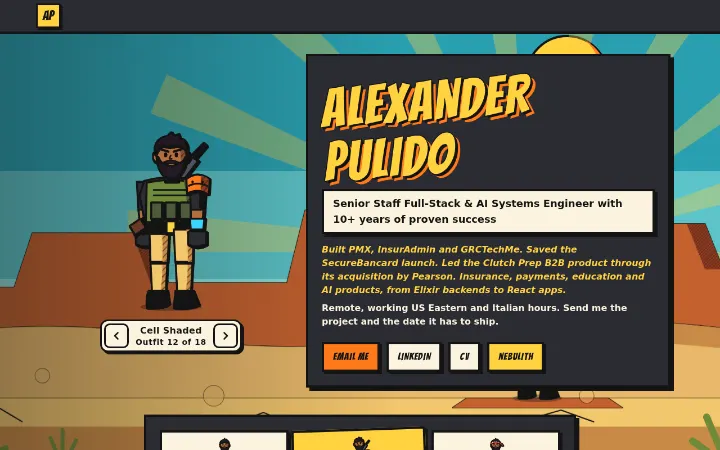 AP
ALEXANDER
PULIDO
Senior Staff Full-Stack & AI Systems Engineer with
10+ years of proven success
Built PMX, InsurAdmin and GRCTechMe. Saved the
SecureBancard launch. Led the Clutch Prep B2B product through
its acquisition by Pearson. Insurance, payments, education and
AI products, from Elixir backends to React apps.
Remote, working US Eastern and Italian hours. Send me the
project and the date it has to ship.
EMAIL ME
LINKEDIN
CV
NEBULITH
Cell Shaded
Outfit 12 of 18